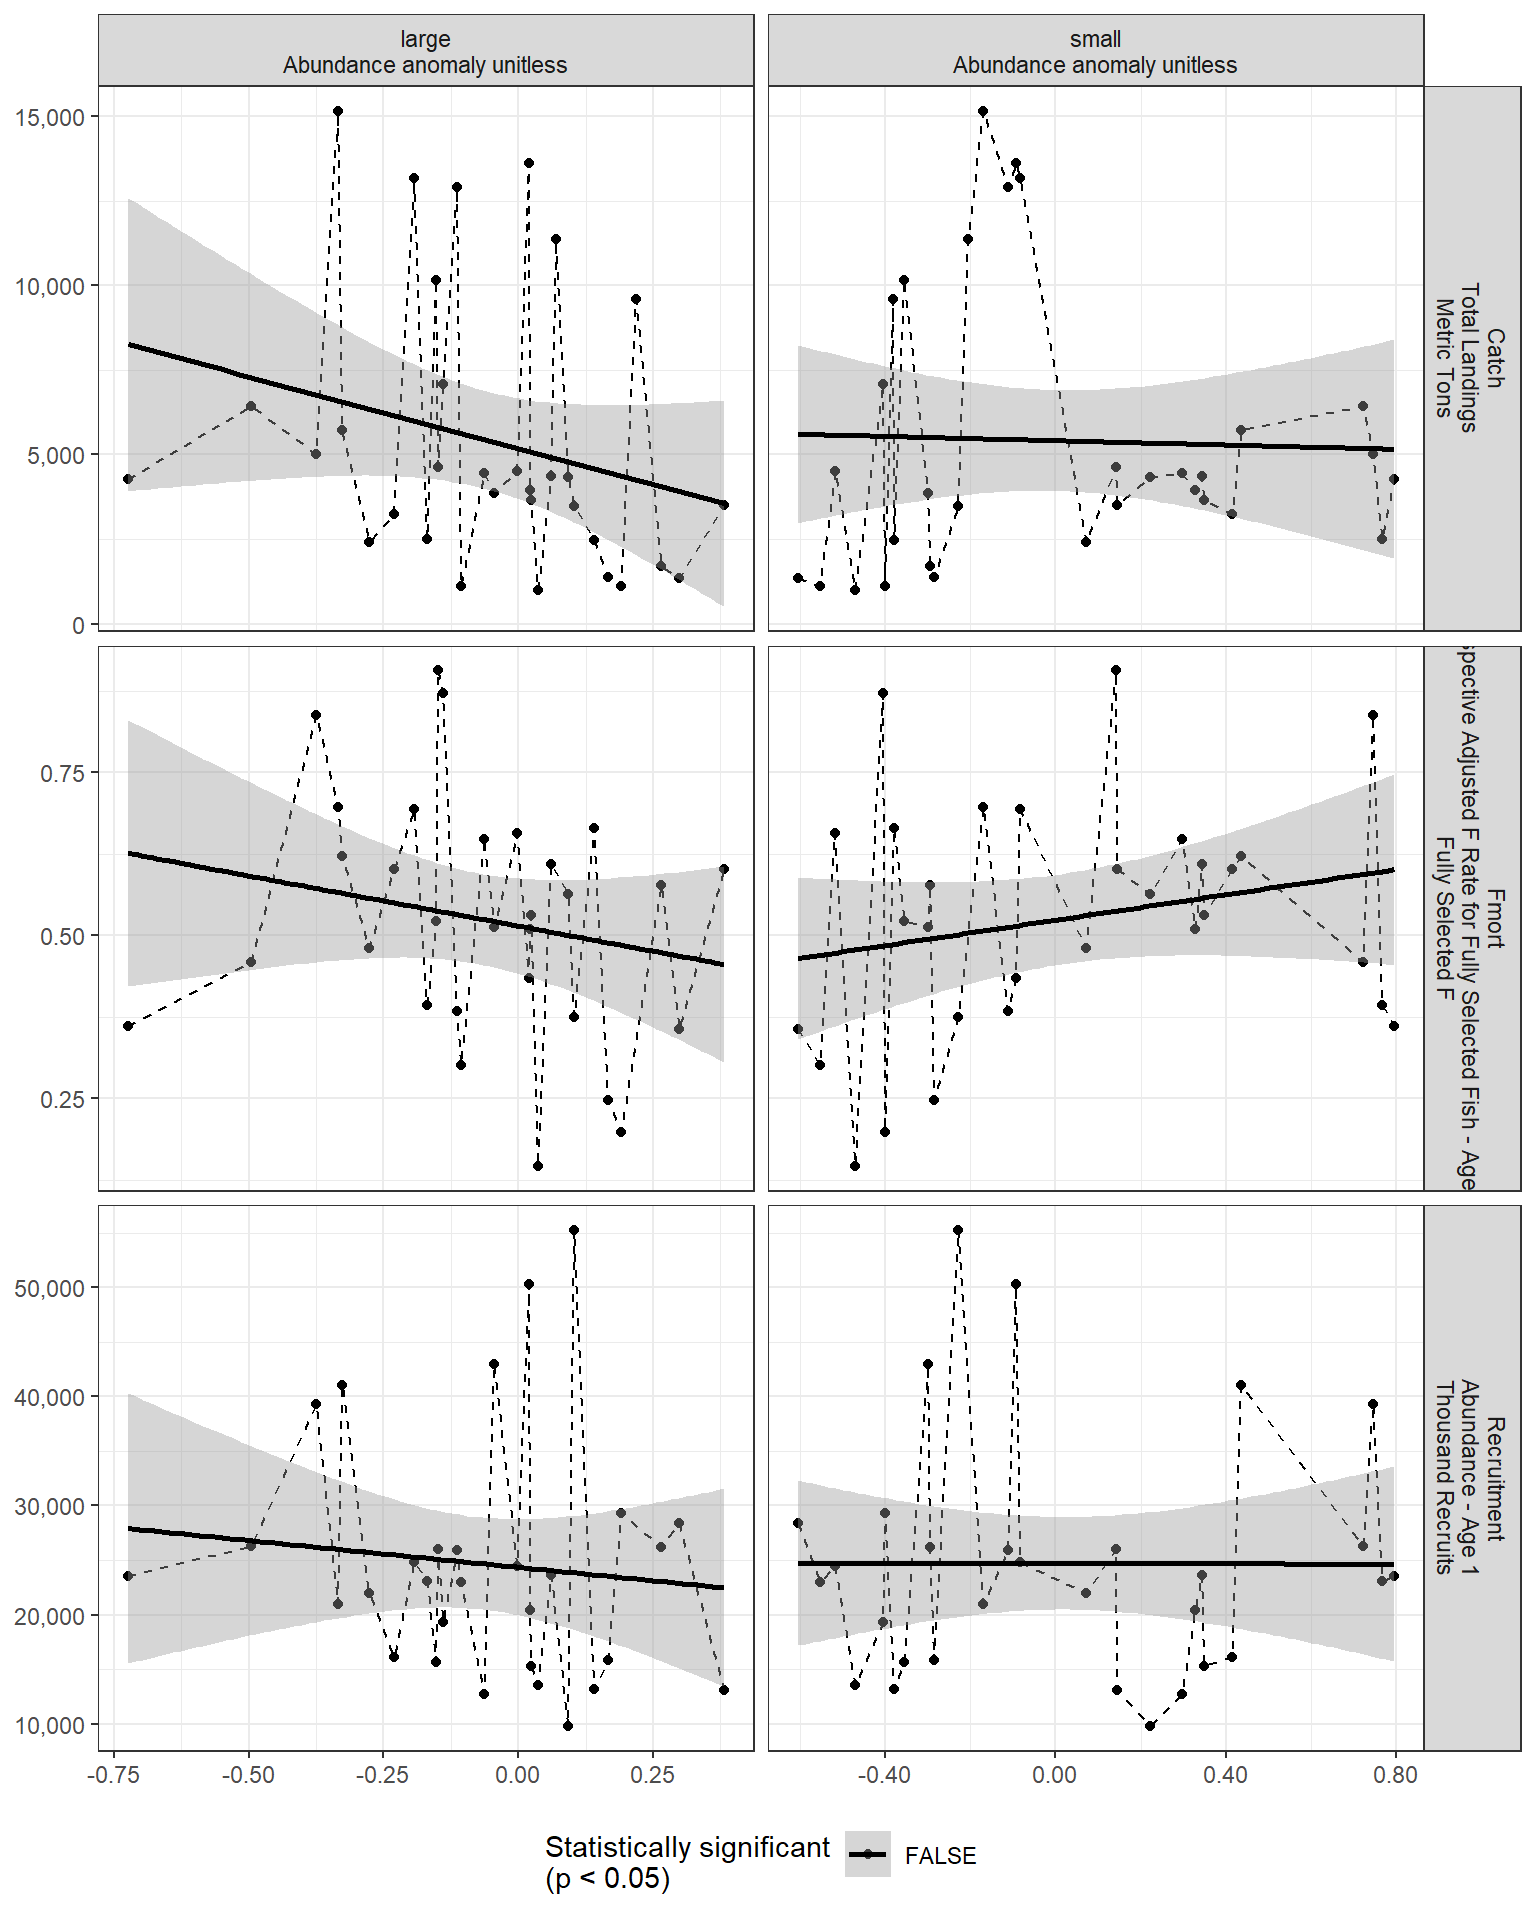 large
Abundance anomaly unitless
small
Abundance anomaly unitless
15,000
10,000
5,000
0
Catch
Total Landings
Metric Tons
0.75
0.50
0.25
Fmort
Adjusted F Rate for Fully Selected Fish - Age
Fully Selected F
50,000
40,000
30,000
20,000
10,000
Recruitment
Abundance - Age 1
Thousand Recruits
-0.75
-0.50
-0.25
0.00
0.25
-0.40
0.00
0.40
0.80
Statistically significant
(p < 0.05)
FALSE